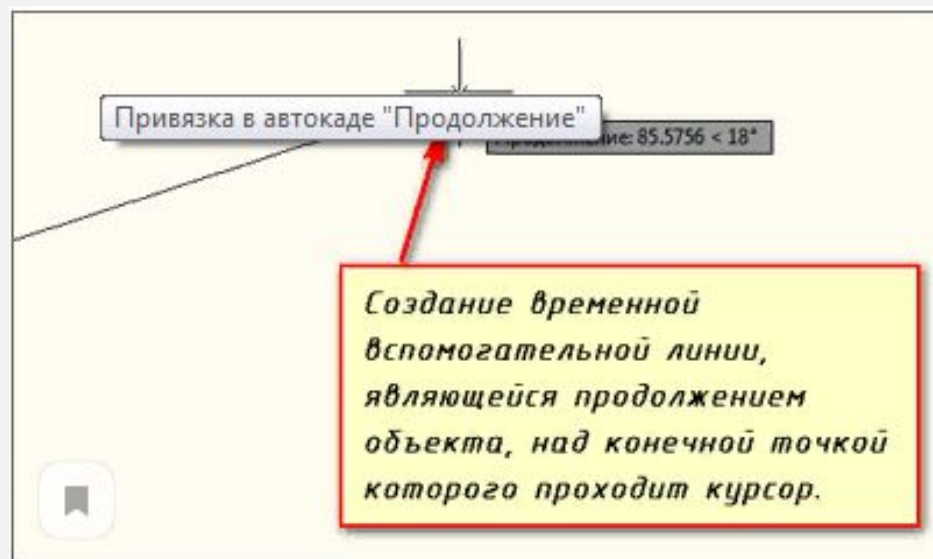 Привязка в автокаде "Продолжение"
85.5756 < 18°
Создание временной
вспомогательной линии,
являющейся продолжением
объекта, над конечной точкой
которого проходит курсор.